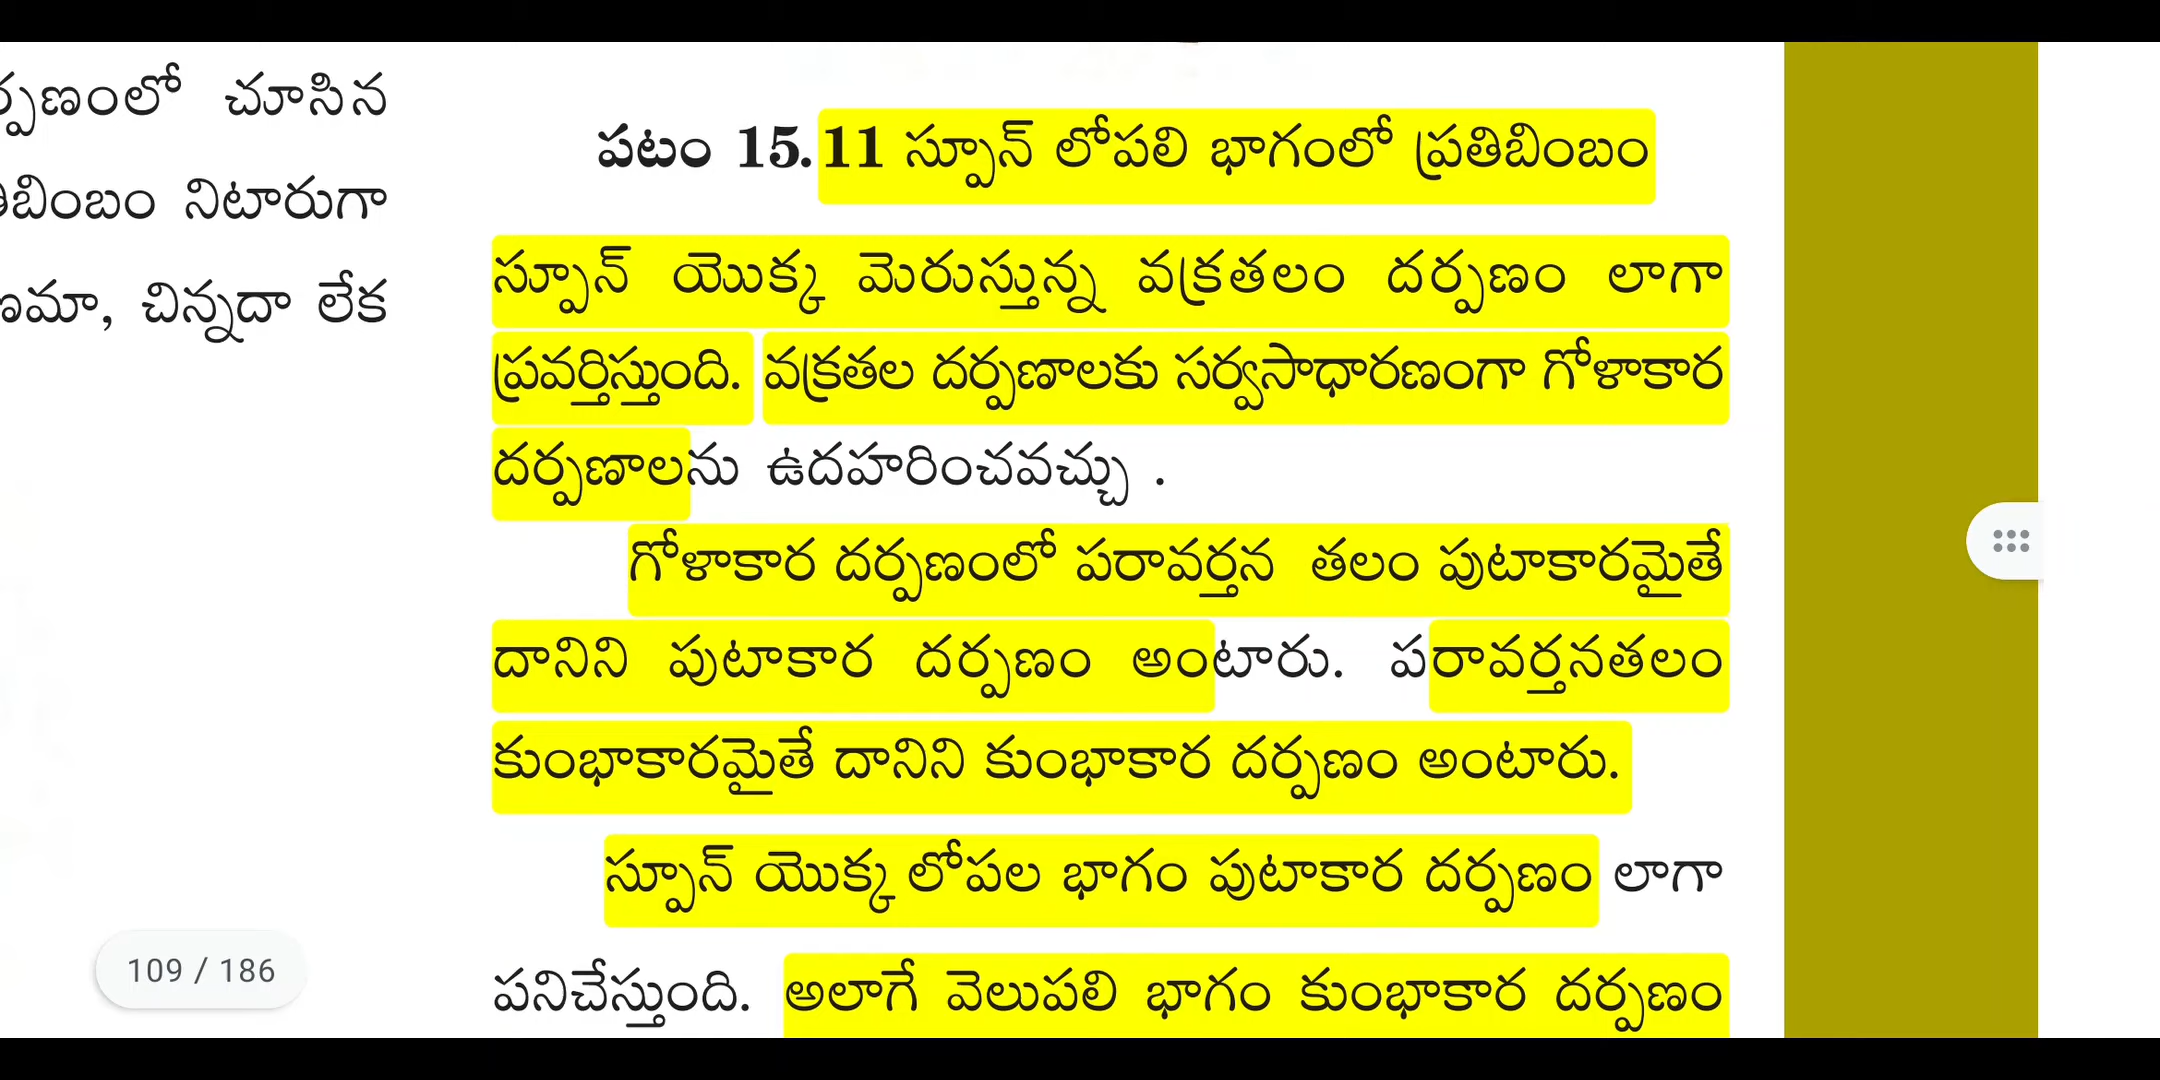 ర్పణంలో చూసిన
తిబింబం నిటారుగా
ణమా, చిన్నదా లేక
పటం 15.11 స్పూన్ లోపలి భాగంలో ప్రతిబింబం
స్పూన్ యొక్క మెరుస్తున్న వక్రతలం దర్పణం లాగా
ప్రవర్తిస్తుంది. వక్రతల దర్పణాలకు సర్వసాధారణంగా గోళాకార
దర్పణాలను ఉదహరించవచ్చు .
గోళాకార దర్పణంలో పరావర్తన తలం పుటాకారమైతే
దానిని పుటాకార దర్పణం అంటారు. పరావర్తనతలం
కుంభాకారమైతే దానిని కుంభాకార దర్పణం అంటారు.
స్పూన్ యొక్క లోపల భాగం పుటాకార దర్పణం లాగా
పనిచేస్తుంది. అలాగే వెలుపలి భాగం కుంభాకార దర్పణం
109 / 186